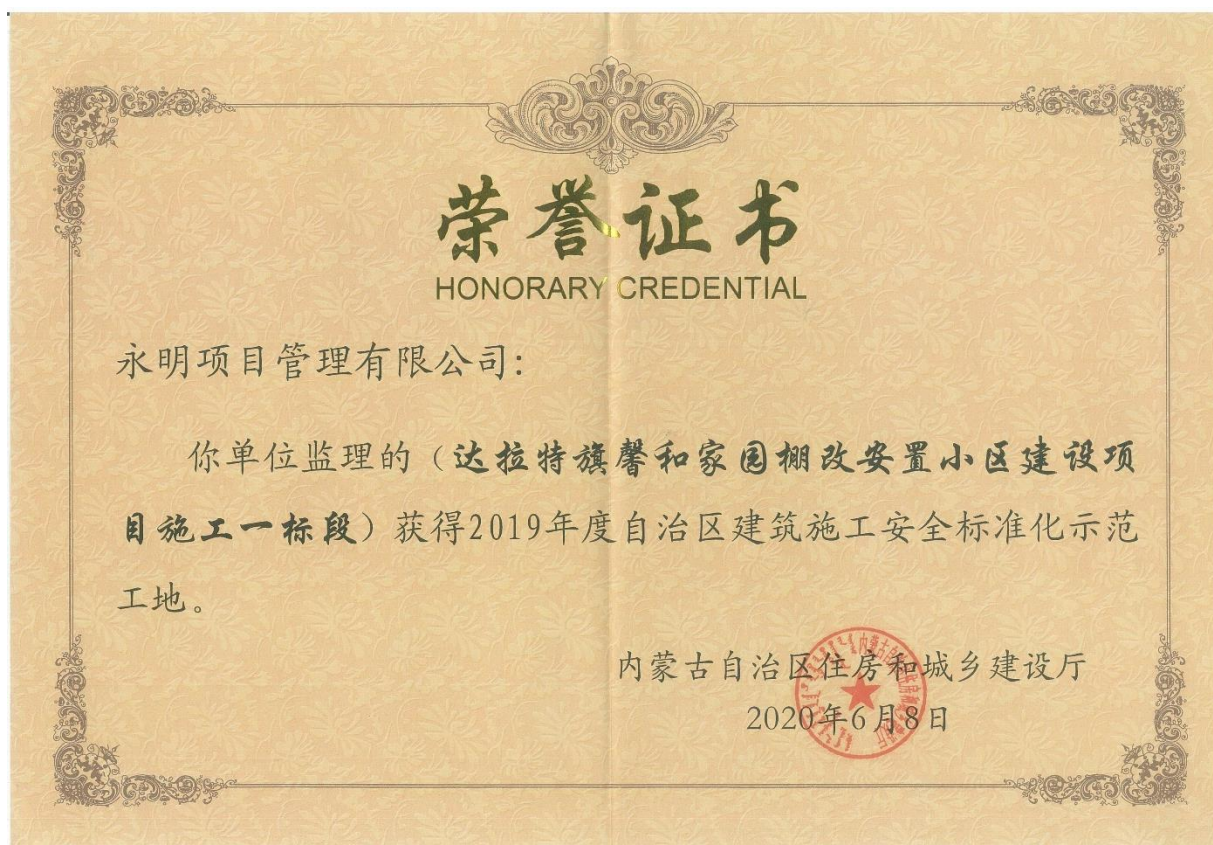 荣誉证书
HONORARY CREDENTIAL
永明项目管理有限公司:
你单位监理的（达拉特旗馨和家园棚改安置小区建设项
目施工一标段）获得2019年度自治区建筑施工安全标准化示范
工地。
内蒙古自治区住房和城乡建设厅
2020年6月8日